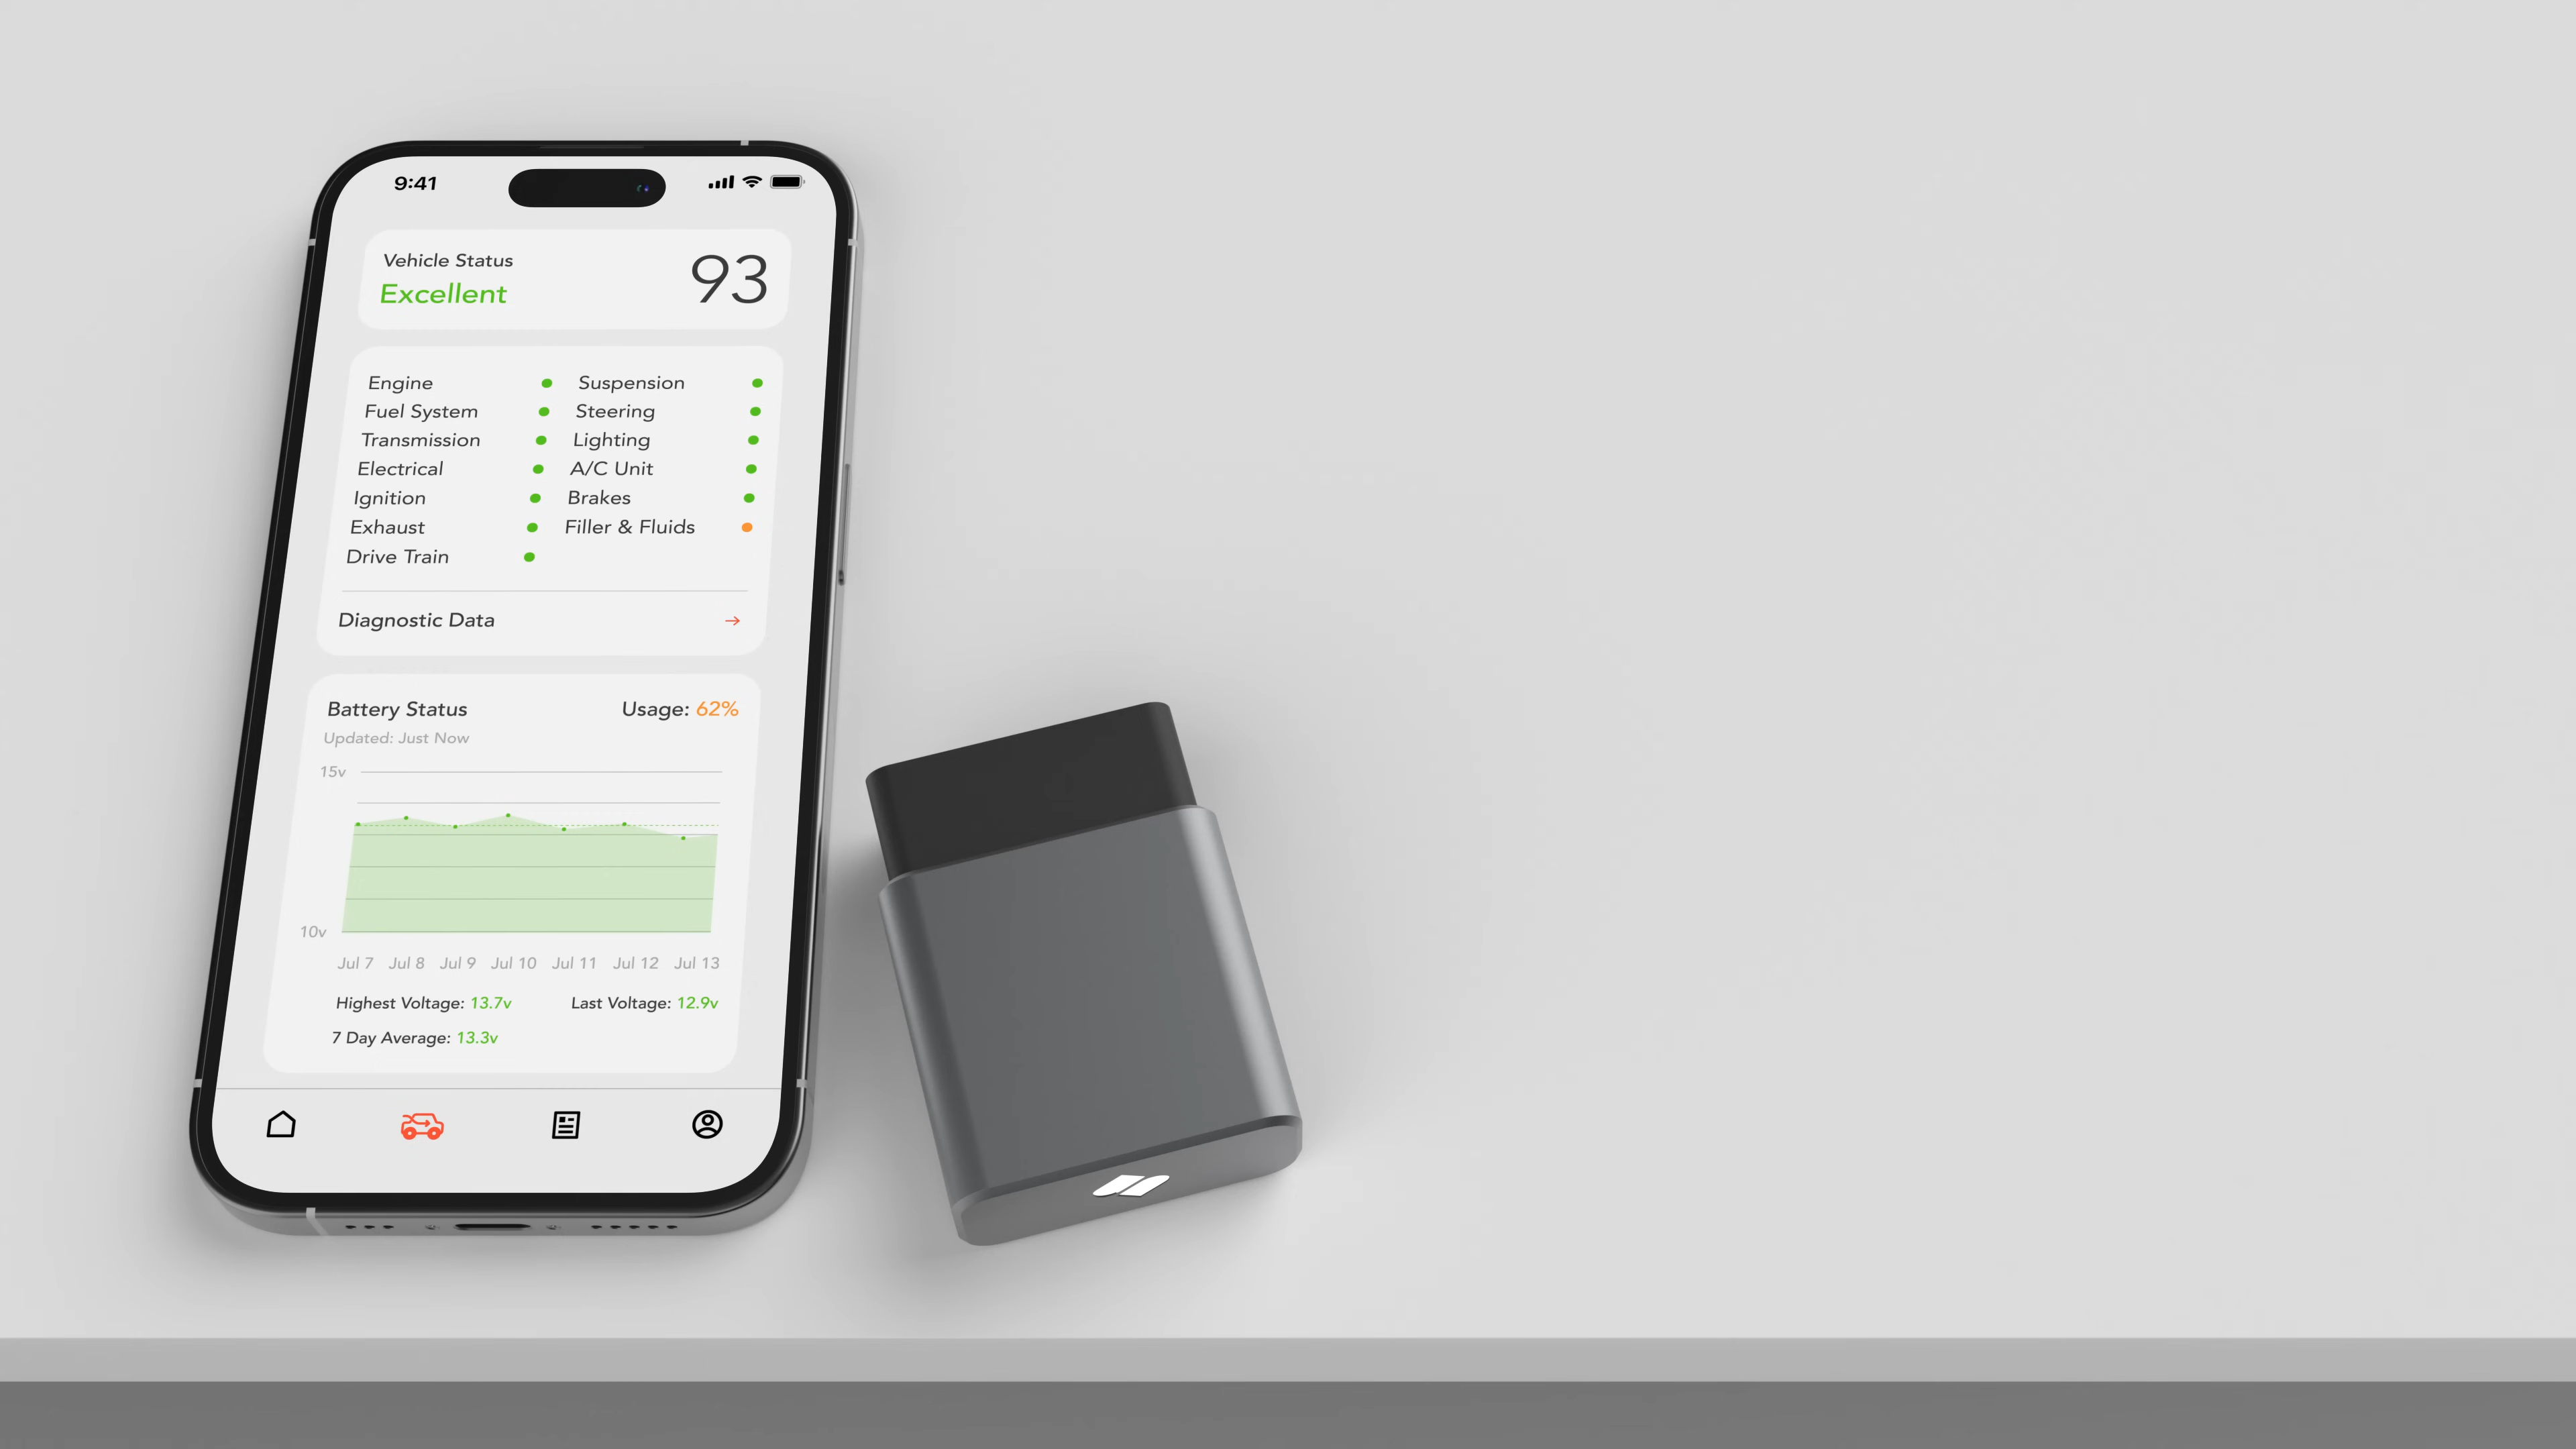 9:41
Vehicle Status
Excellent
93
Engine
Fuel System
Transmission
Electrical
Ignition
Exhaust
Drive Train
Suspension
Steering
Lighting
A/C Unit
Brakes
Filler & Fluids
Diagnostic Data
Battery Status
Usage: 62%
Updated: Just Now
15v
10v
Jul 7 Jul 8 Jul 9 Jul 10 Jul 11 Jul 12 Jul 13
Highest Voltage: 13.7v
Last Voltage: 12.9v
7 Day Average: 13.3v